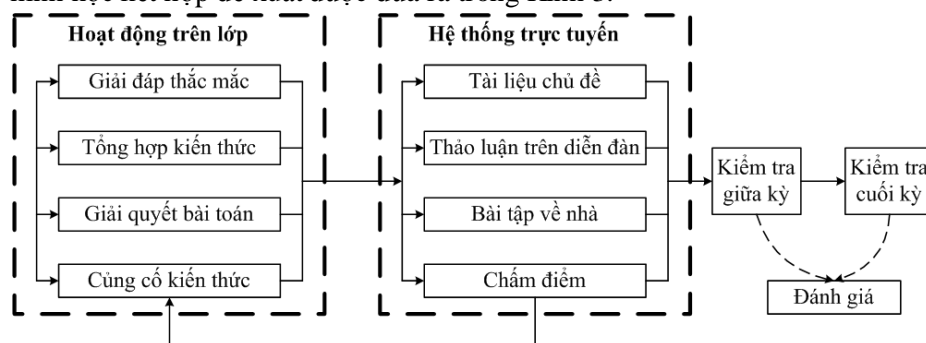 Hoạt động trên lớp
Giải đáp thắc mắc
Tổng hợp kiến thức
Giải quyết bài toán
Củng cố kiến thức
Hệ thống trực tuyến
Tài liệu chủ đề
Thảo luận trên diễn đàn
Bài tập về nhà
Chấm điểm
Kiểm tra
giữa kỳ
Kiểm tra
cuối kỳ
Đánh giá